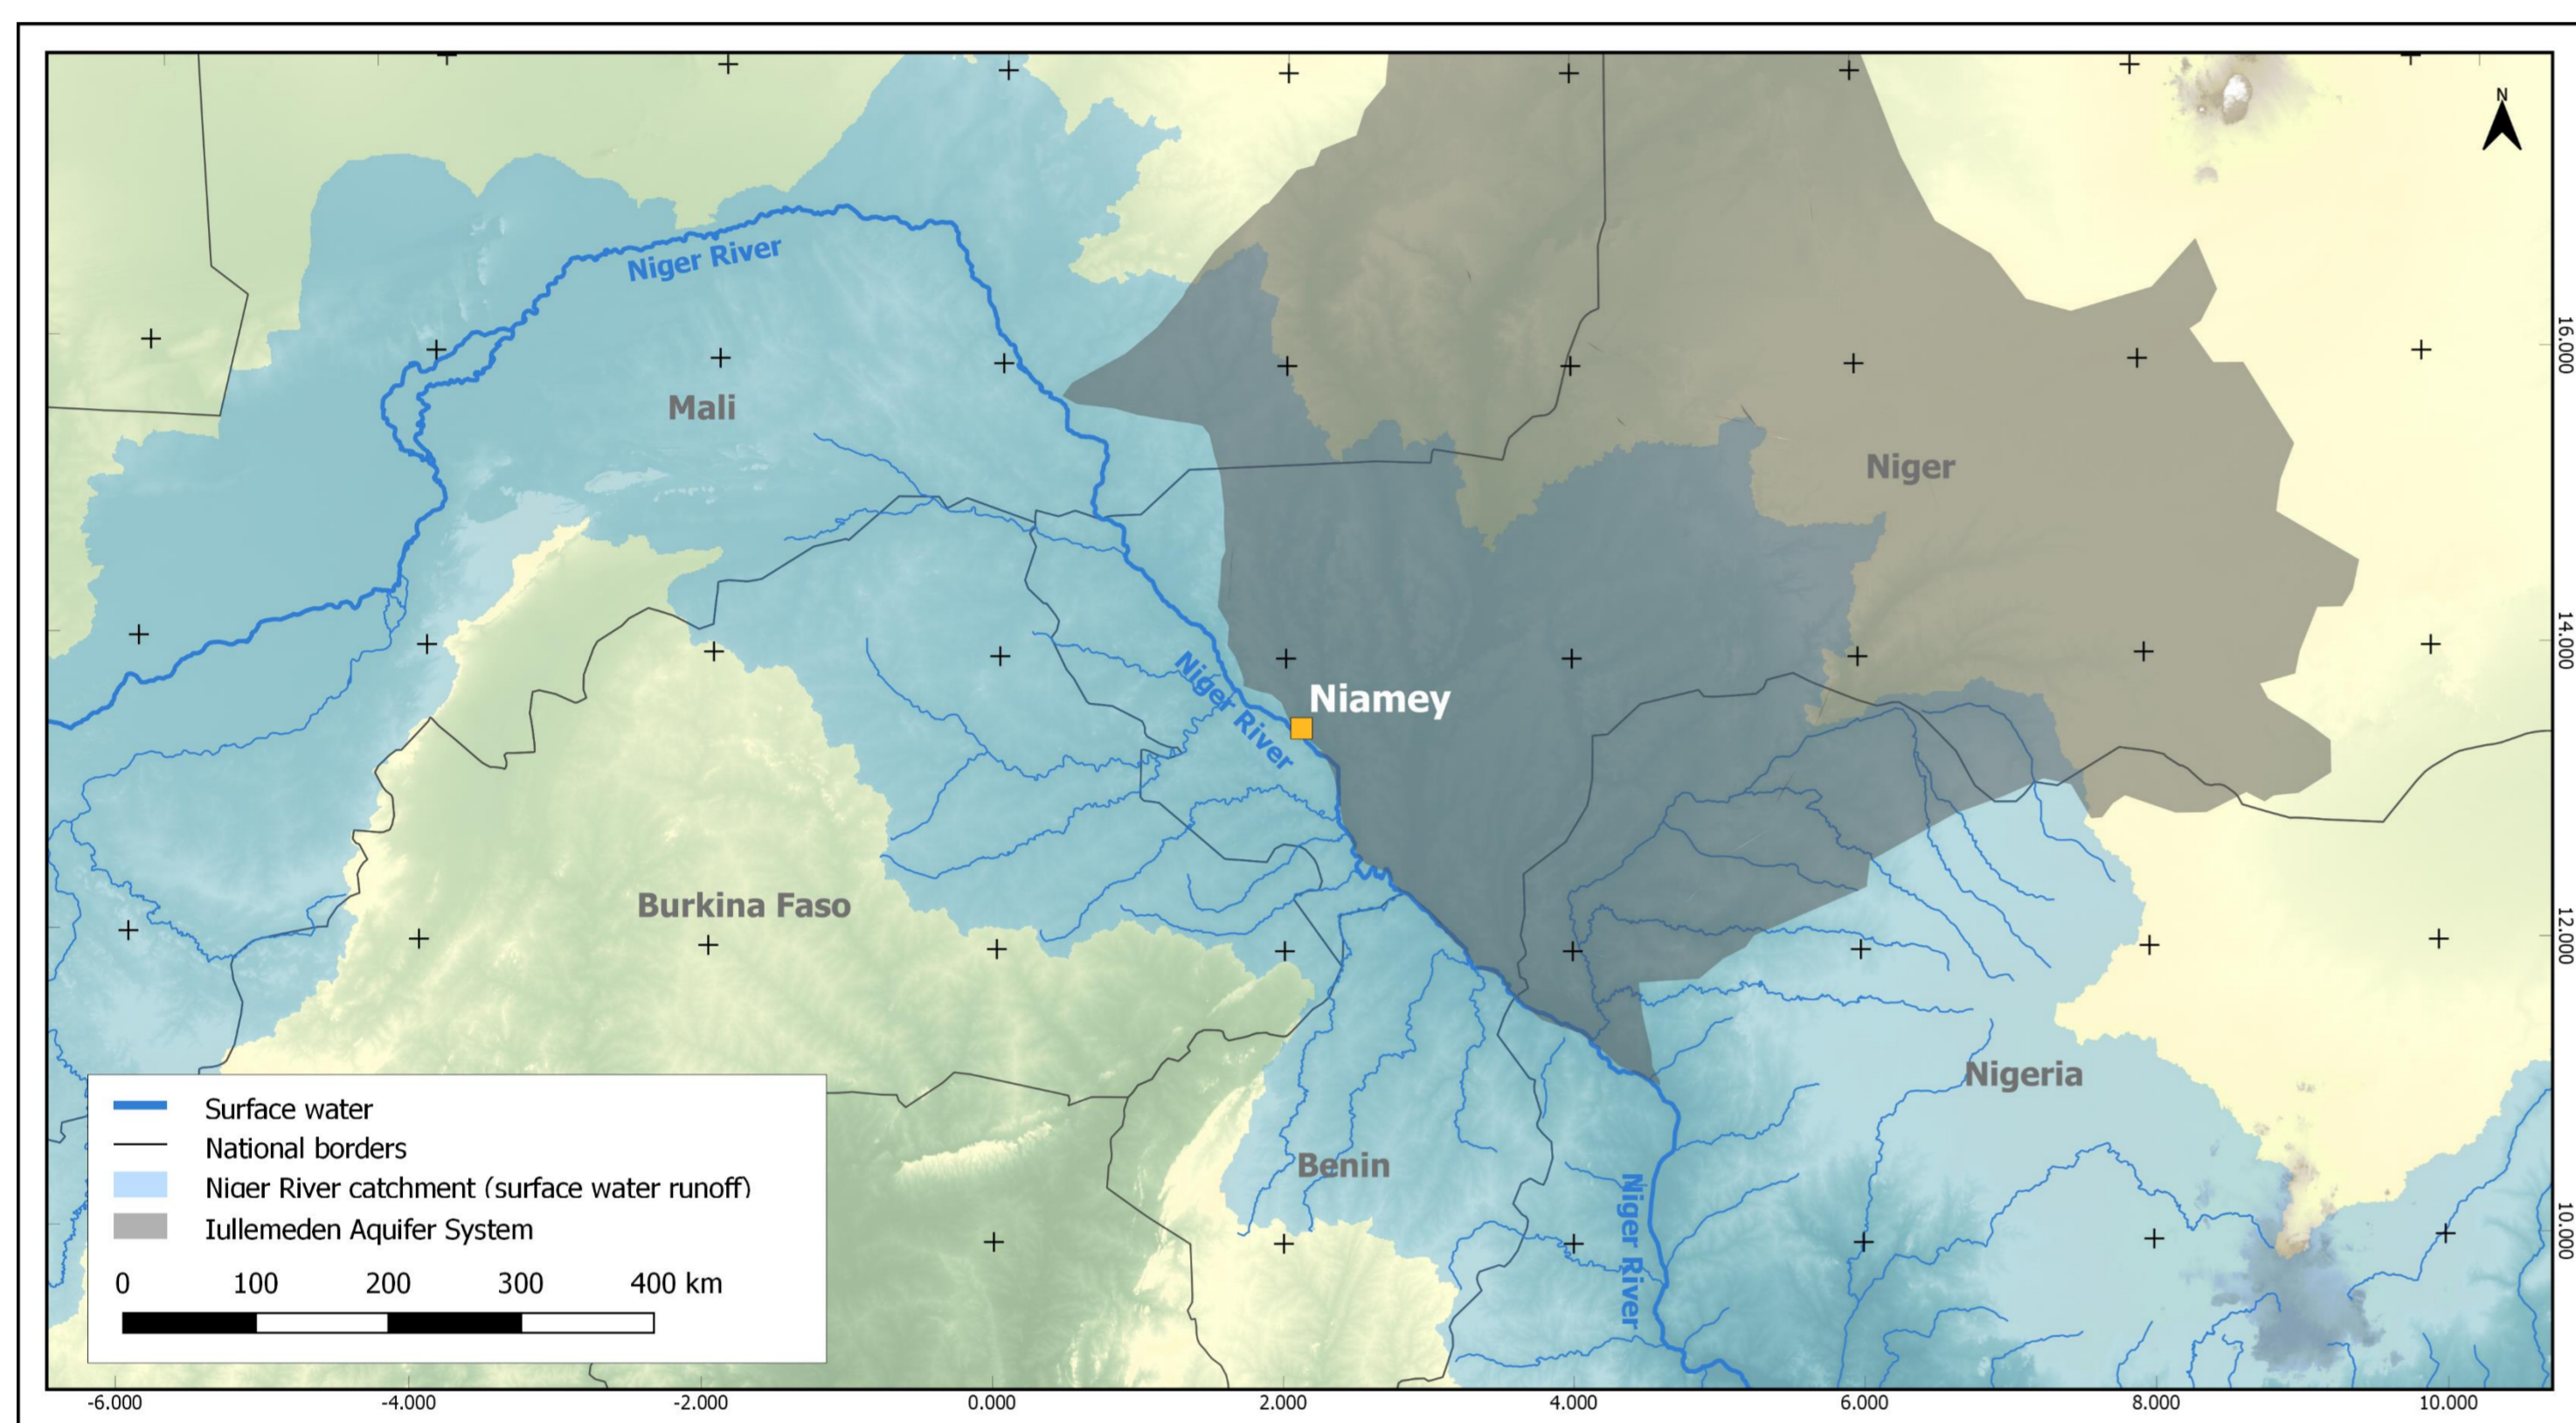 N
Niger River
Mali
Niger
Niger River
Niamey
Burkina Faso
Nigeria
Benin
Niger River
Surface water
National borders
Niger River catchment (surface water runoff)
Iullemeden Aquifer System
0 100 200 300 400 km
16.000
14.000
12.000
10.000
-6.000 -4.000 -2.000 0.000 2.000 4.000 6.000 8.000 10.000